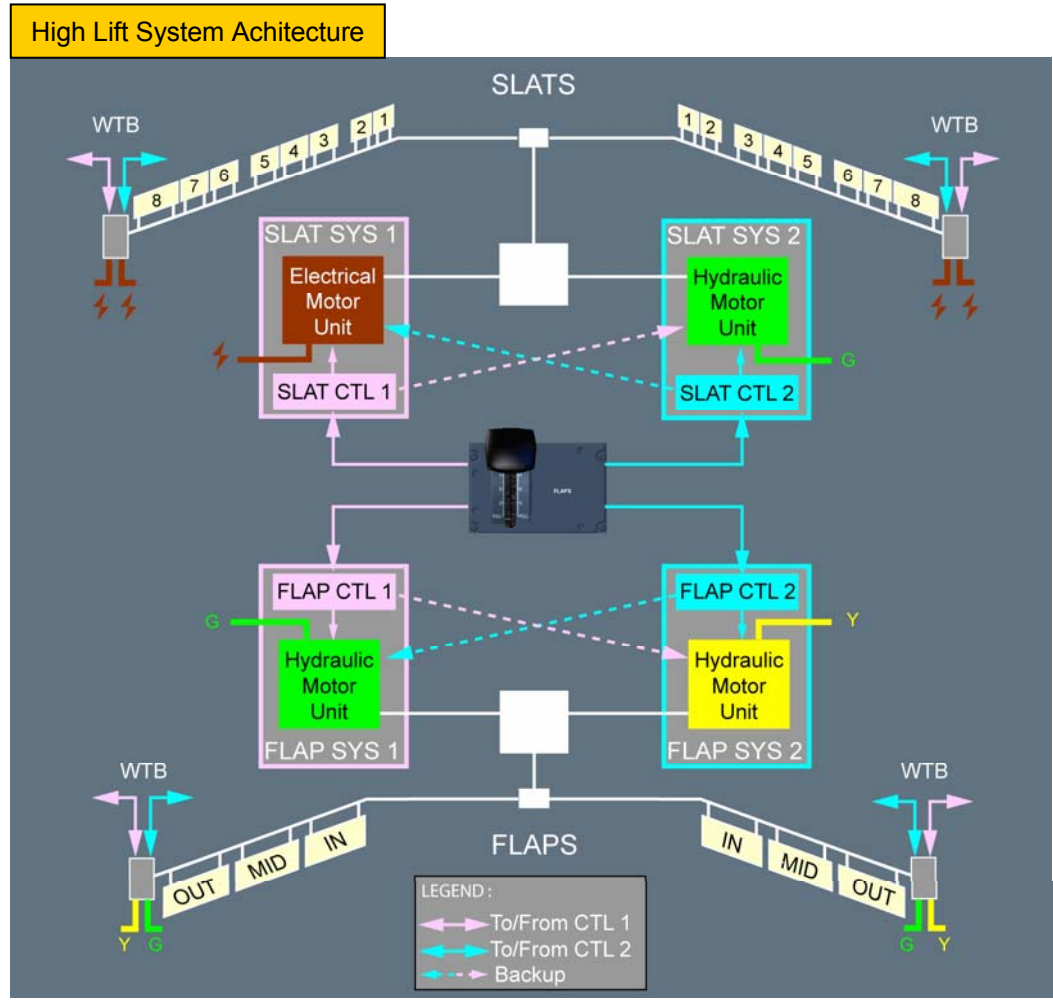 High Lift System Achitecture
SLATS
WTB
WTB
8 7 6 5 4 3 2 1
1 2 3 4 5 6 7 8
SLAT SYS 1
Electrical
Motor
Unit
SLAT CTL 1
SLAT SYS 2
Hydraulic
Motor
Unit
G
SLAT CTL 2
FLAPS
FLAP CTL 1
G
Hydraulic
Motor
Unit
FLAP SYS 1
FLAP CTL 2
Y
Hydraulic
Motor
Unit
FLAP SYS 2
WTB
WTB
OUT MID IN
IN MID OUT
Y G
G Y
FLAPS
LEGEND :
To/From CTL 1
To/From CTL 2
Backup